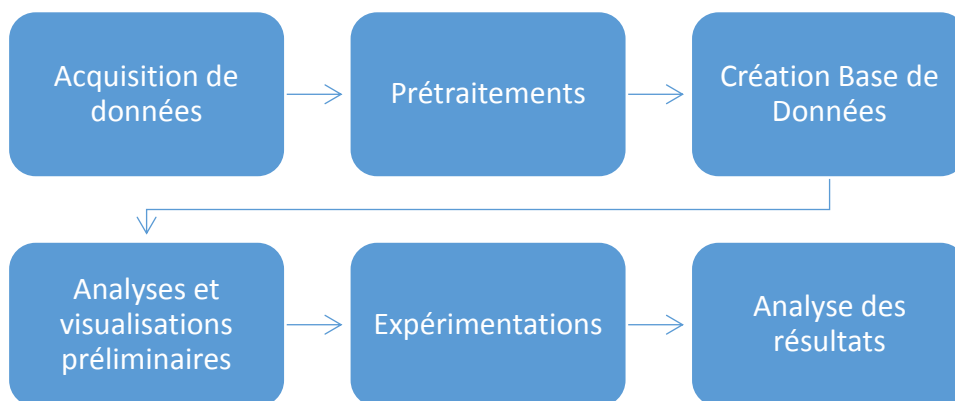 Acquisition de
données
Prétraitements
Création Base de
Données
Analyses et
visualisations
préliminaires
Expérimentations
Analyse des
résultats